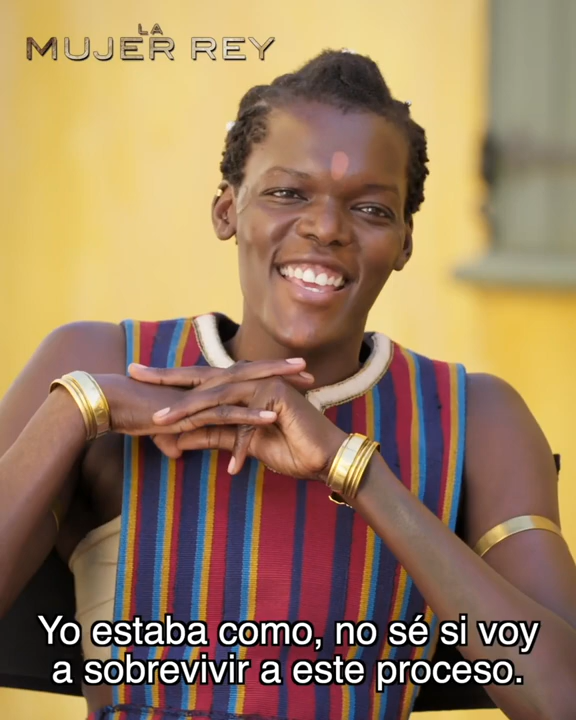 LA
MUJER REY
Yo estaba como, no sé si voy
a sobrevivir a este proceso.